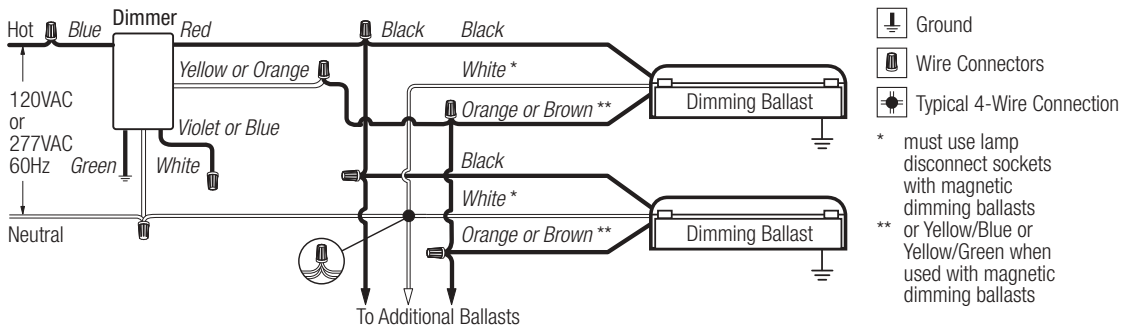 Dimmer
Hot
Blue
Red
Black
Black
Yellow or Orange
White *
Orange or Brown **
Dimming Ballast
120VAC
or
277VAC
60Hz
Violet or Blue
Green
White
Black
White *
Orange or Brown **
Dimming Ballast
Neutral
To Additional Ballasts
Ground
Wire Connectors
Typical 4-Wire Connection
* must use lamp
disconnect sockets
with magnetic
dimming ballasts
** or Yellow/Blue or
Yellow/Green when
used with magnetic
dimming ballasts